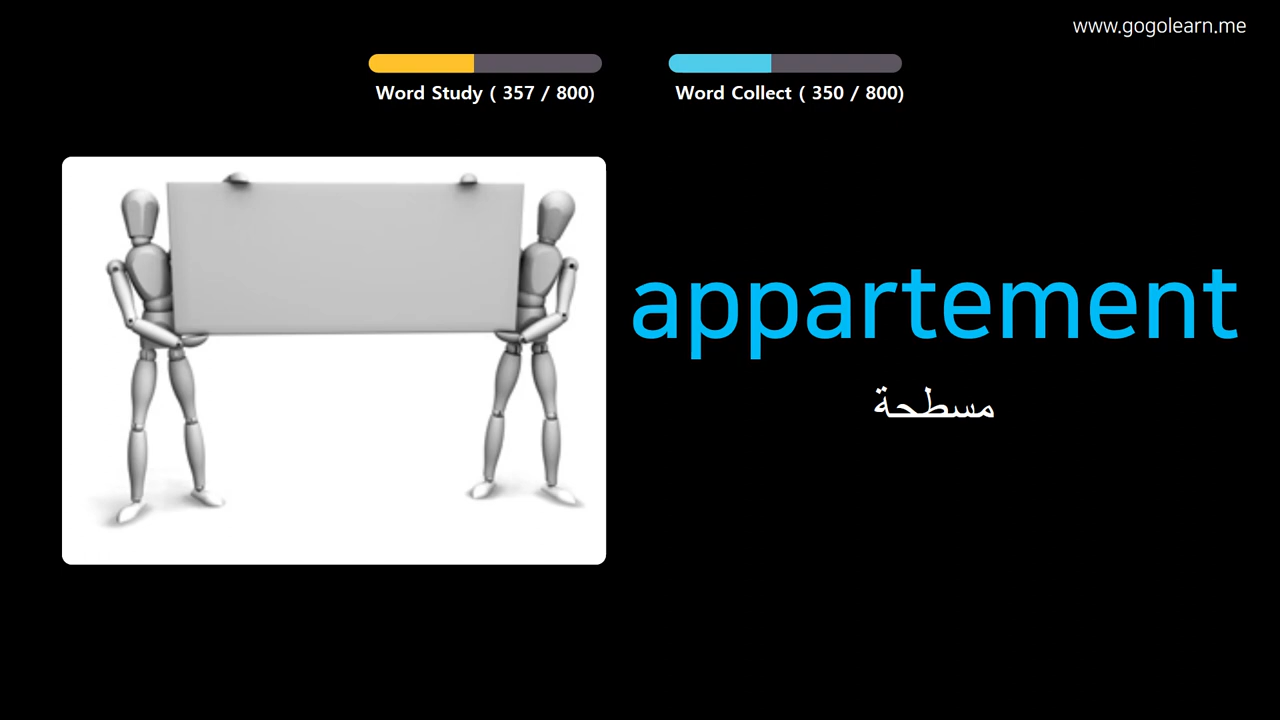 www.gogolearn.me
Word Study ( 357 / 800)
Word Collect ( 350 / 800)
appartement
مسطحة